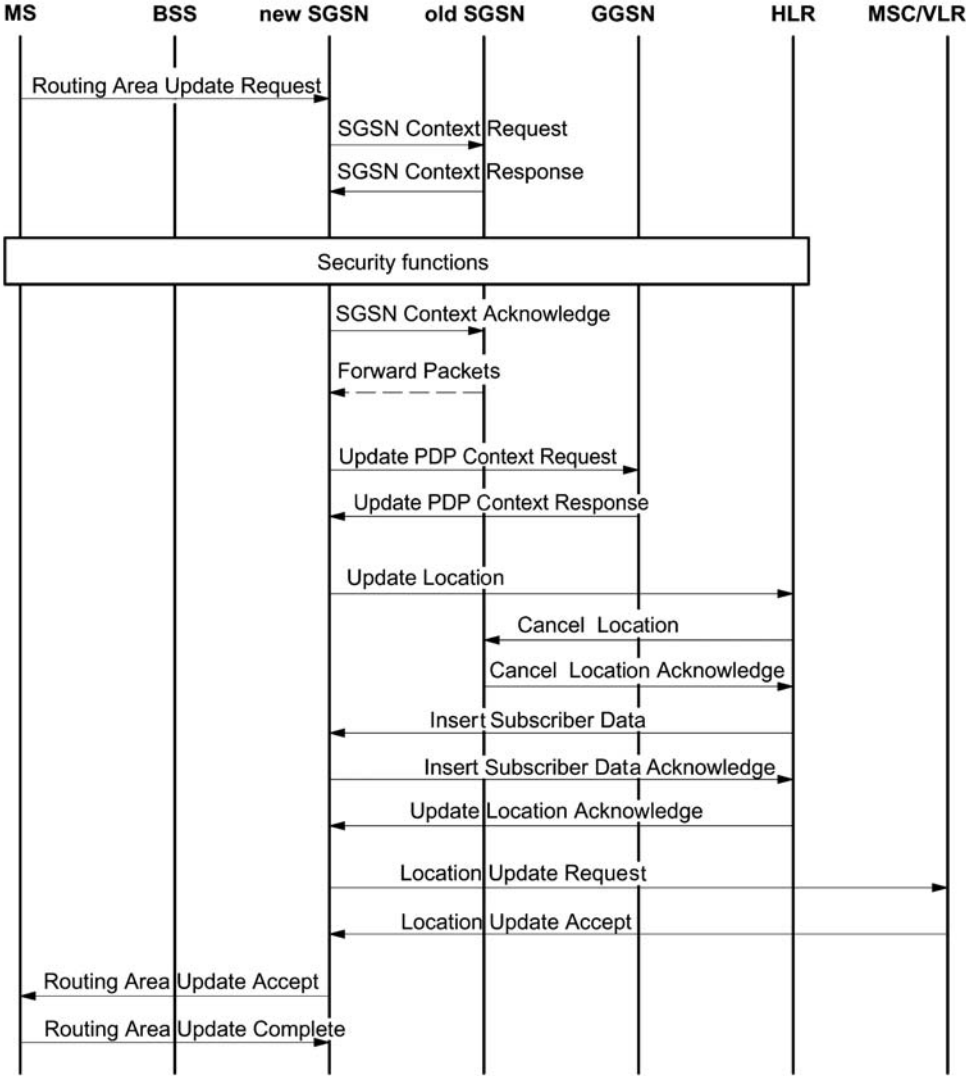 MS BSS new SGSN old SGSN GGSN HLR MSC/VLR
Routing Area Update Request
SGSN Context Request
SGSN Context Response
Security functions
SGSN Context Acknowledge
Forward Packets
Update PDP Context Request
Update PDP Context Response
Update Location
Cancel Location
Cancel Location Acknowledge
Insert Subscriber Data
Insert Subscriber Data Acknowledge
Update Location Acknowledge
Location Update Request
Location Update Accept
Routing Area Update Accept
Routing Area Update Complete